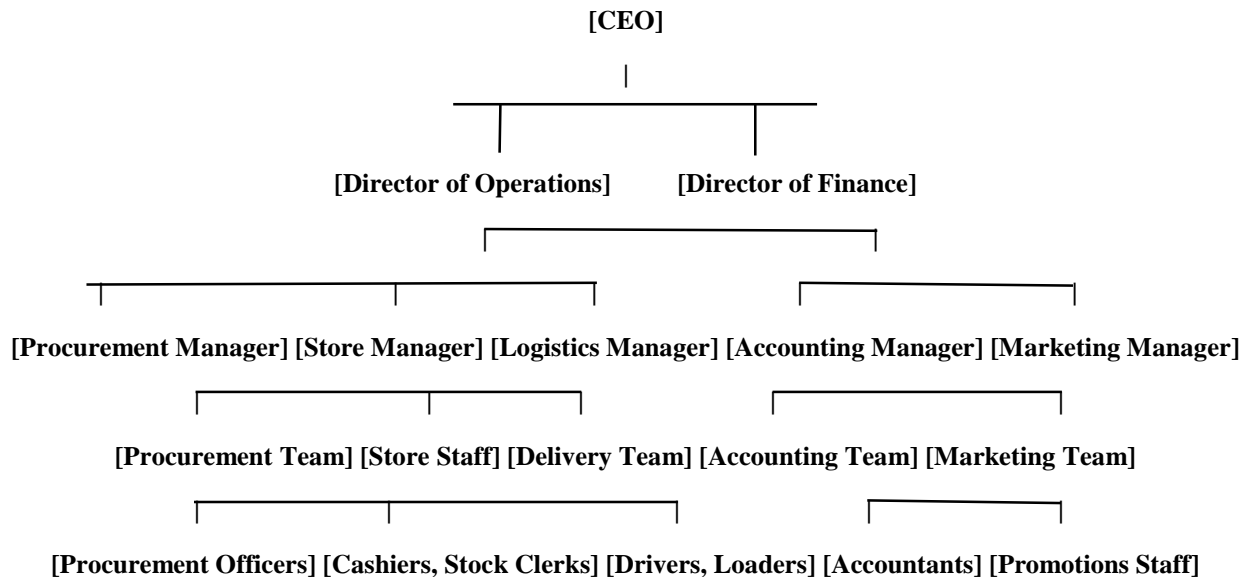 [CEO]
[Director of Operations] [Director of Finance]
[Procurement Manager] [Store Manager] [Logistics Manager] [Accounting Manager] [Marketing Manager]
[Procurement Team] [Store Staff] [Delivery Team] [Accounting Team] [Marketing Team]
[Procurement Officers] [Cashiers, Stock Clerks] [Drivers, Loaders] [Accountants] [Promotions Staff]